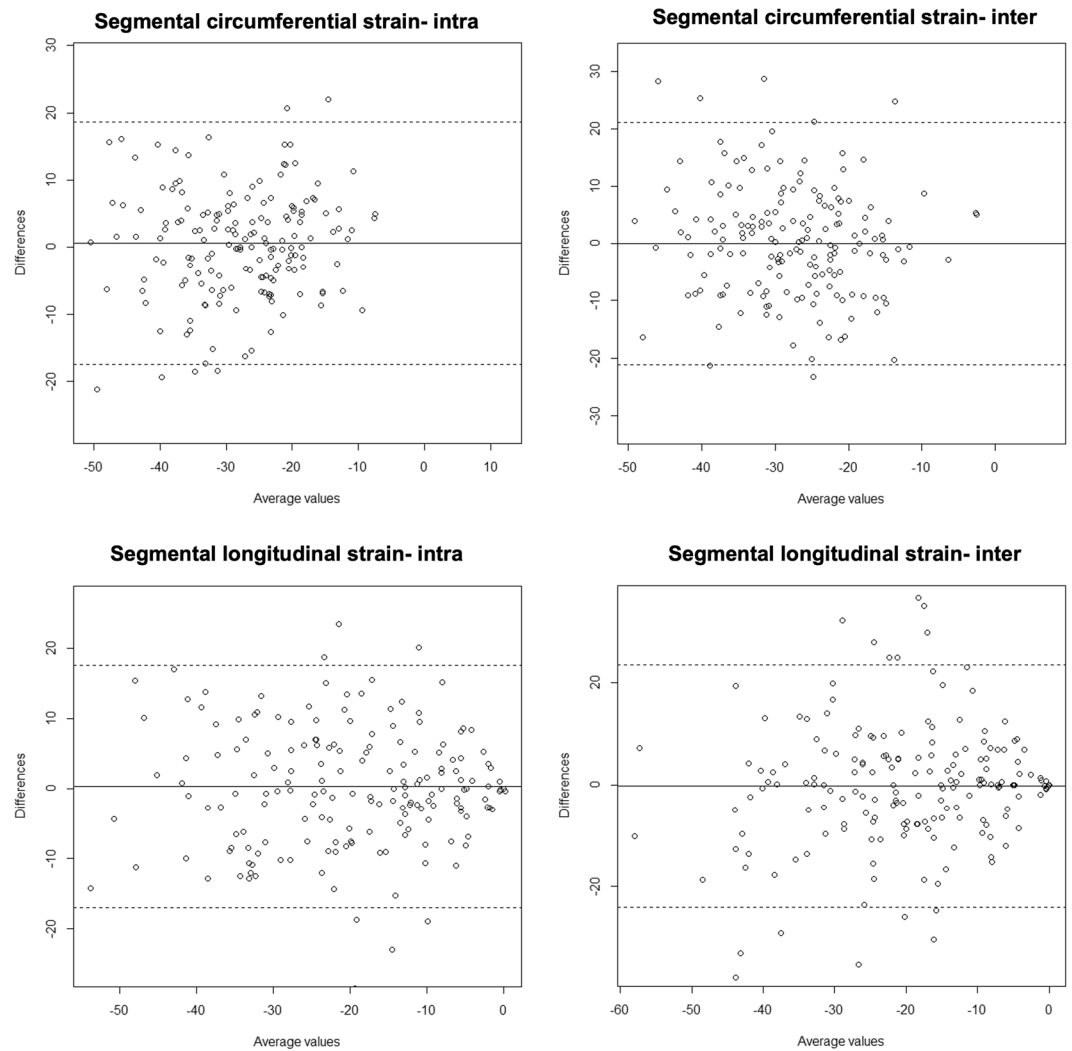 Segmental circumferential strain- intra
30
20
10
0
-10
-20
Differences
-50 -40 -30 -20 -10 0 10
Average values
Segmental circumferential strain- inter
30
20
10
0
-10
-20
-30
Differences
-50 -40 -30 -20 -10 0
Average values
Segmental longitudinal strain- intra
20
10
0
-10
-20
Differences
-50 -40 -30 -20 -10 0
Average values
Segmental longitudinal strain- inter
20
0
-20
Differences
-60 -50 -40 -30 -20 -10 0
Average values